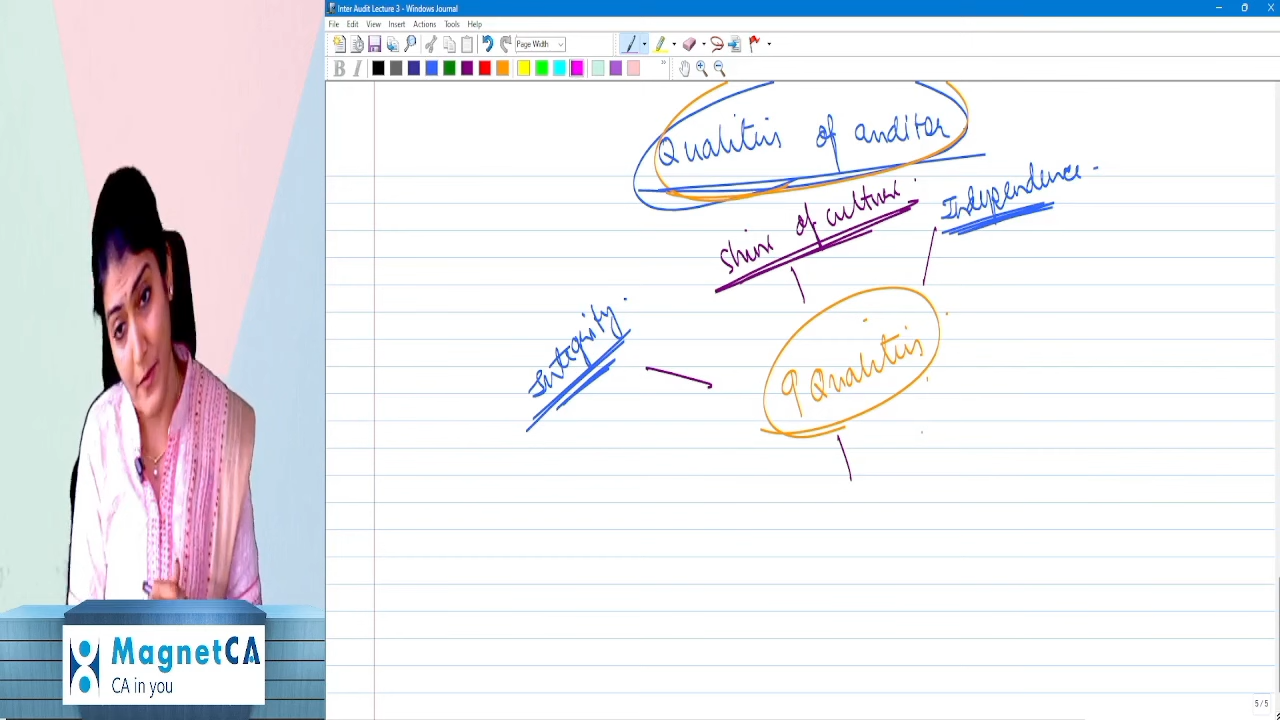 Inter Audit Lecture 3 - Windows Journal
File Edit View Insert Actions Tools Help
Page Width
B I
Qualities of auditor
Shine of culture.
Independence.
Integrity.
9 Qualities
MagnetCA
CA in you
5 / 5